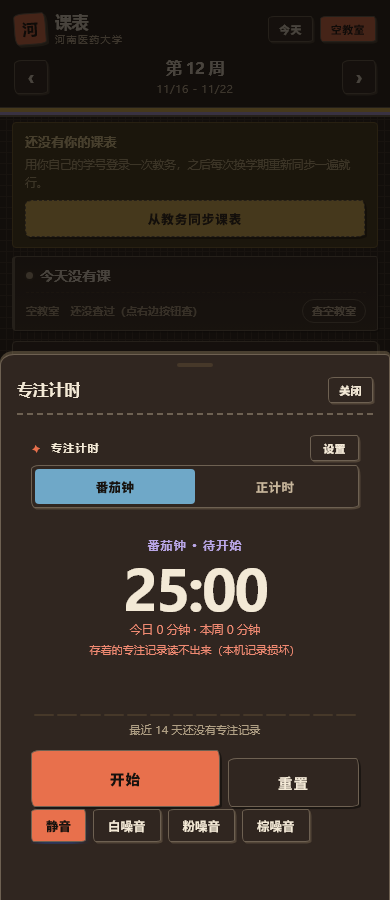 河
课表
河南医药大学
今天
空教室
‹
第 12 周
11/16 - 11/22
›
还没有你的课表
用你自己的学号登录一次教务，之后每次换学期重新同步一遍就
行。
从教务同步课表
今天没有课
空教室 还没查过（点右边按钮查）
查空教室
专注计时
关闭
专注计时
设置
番茄钟
正计时
番茄钟 · 待开始
25:00
今日 0 分钟 · 本周 0 分钟
存着的专注记录读不出来（本机记录损坏）
最近 14 天还没有专注记录
开始
重置
静音
白噪音
粉噪音
棕噪音